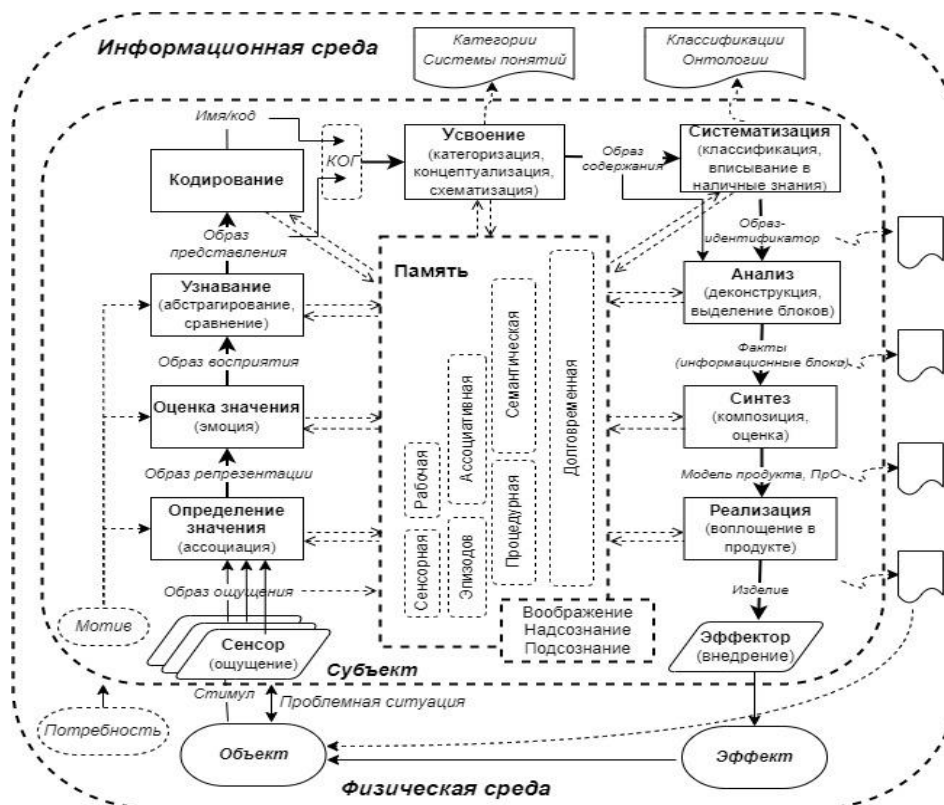 Информационная среда
Категории
Системы понятий
Классификации
Онтологии
Имя/код
КОГ
Усвоение
(категоризация,
концептуализация,
схематизация)
Образ
содержания
Систематизация
(классификация,
вписывание в
наличные знания)
Кодирование
Образ
представления
Образ-
идентификатор
Память
Узнавание
(абстрагирование,
сравнение)
Анализ
(деконструкция,
выделение блоков)
Образ восприятия
Факты
(информационные блоки)
Оценка значения
(эмоция)
Синтез
(композиция,
оценка)
Образ репрезентации
Модель продукта, ПрО
Определение
значения
(ассоциация)
Реализация
(воплощение в
продукте)
Сенсорная
Рабочая
Эпизодов
Ассоциативная
Процедурная
Семантическая
Долговременная
Образ ощущения
Изделие
Воображение
Надсознание
Подсознание
Мотив
Сенсор
(ощущение)
Эффектор
(внедрение)
Субъект
Стимул
Проблемная ситуация
Потребность
Объект
Эффект
Физическая среда